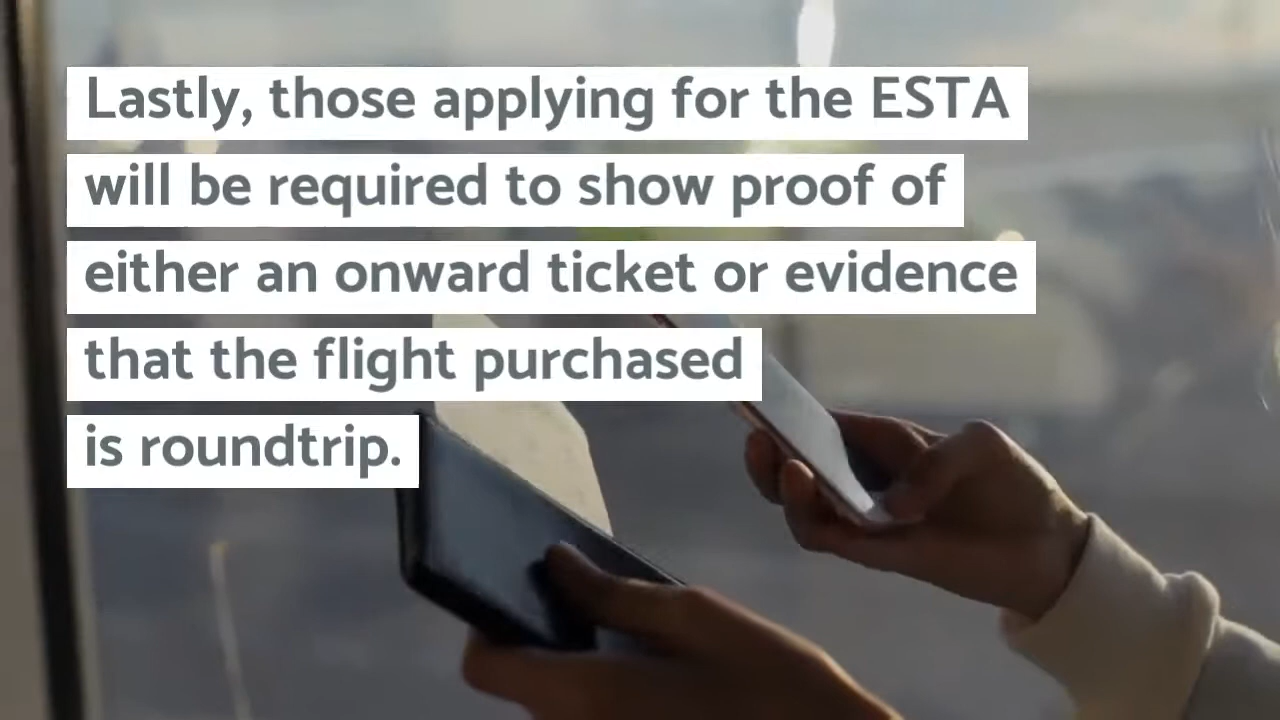 Lastly, those applying for the ESTA
will be required to show proof of
either an onward ticket or evidence
that the flight purchased
is roundtrip.